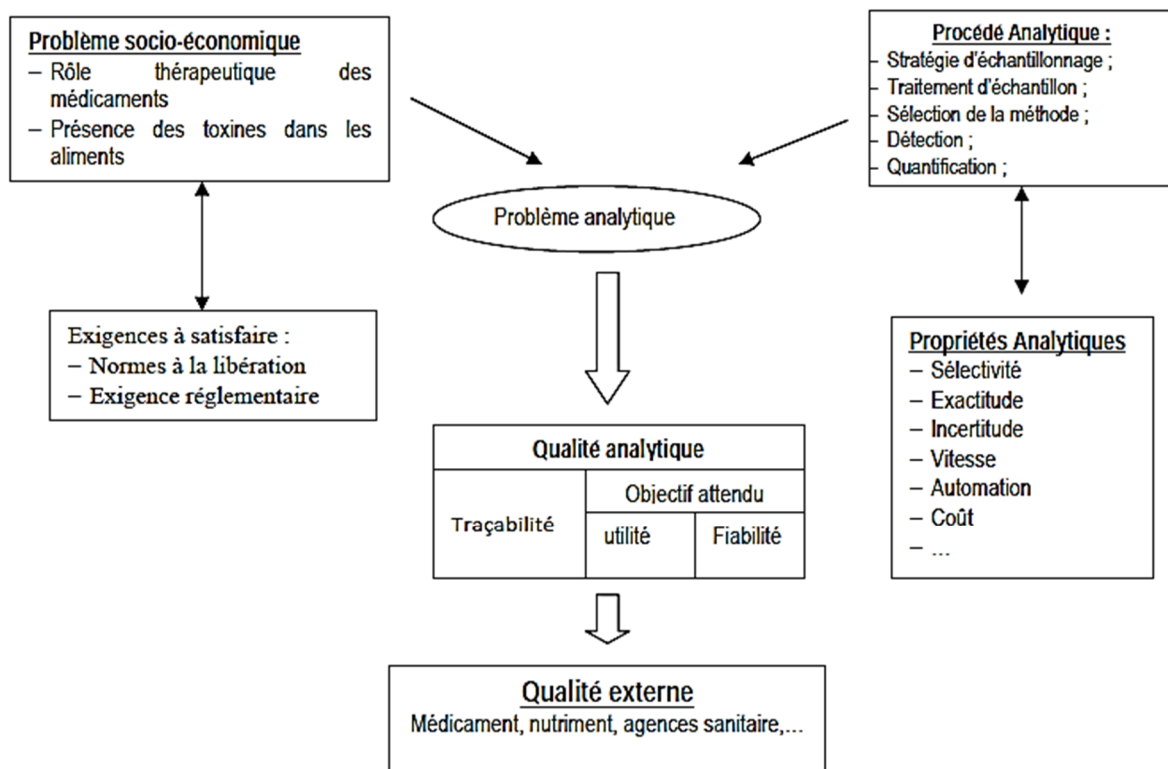 Problème socio-économique
– Rôle thérapeutique des
médicaments
– Présence des toxines dans les
aliments
Procédé Analytique :
– Stratégie d'échantillonnage ;
– Traitement d'échantillon ;
– Sélection de la méthode ;
– Détection ;
– Quantification ;
Problème analytique
Exigences à satisfaire :
– Normes à la libération
– Exigence réglementaire
Propriétés Analytiques
– Sélectivité
– Exactitude
– Incertitude
– Vitesse
– Automation
– Coût
– ...
Qualité analytique
Traçabilité
Objectif attendu
utilité
Fiabilité
Qualité externe
Médicament, nutriment, agences sanitaire,...